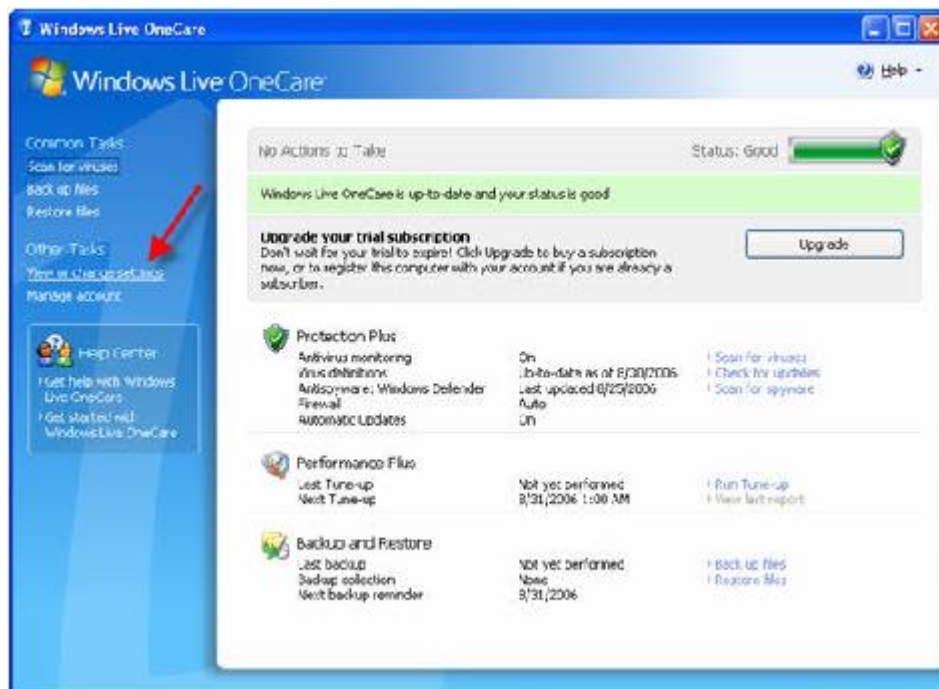 Windows Live OneCare
Windows Live OneCare
Help
Common Tasks
Scan for viruses
Back up files
Restore files
Other Tasks
View or change settings
Manage account
Help Center
Get help with Windows
Live OneCare
Get started with
Windows Live OneCare
No Actions to Take
Status: Good
Windows Live OneCare is up-to-date and your status is good
Upgrade your trial subscription
Don't wait for your trial to expire! Click Upgrade to buy a subscription
now, or to register this computer with your account if you are already a
subscriber.
Upgrade
Protection Plus
Antivirus monitoring On Scan for viruses
Virus definitions Up-to-date as of 8/30/2006 Check for updates
Antispyware: Windows Defender Last updated 8/25/2006 Scan for spyware
Firewall Auto
Automatic Updates On
Performance Plus
Last Tune-up Not yet performed Run Tune-up
Next Tune-up 8/31/2006 1:00 AM View last report
Backup and Restore
Last backup Not yet performed Back up files
Backup collection None Restore files
Next backup reminder 8/31/2006